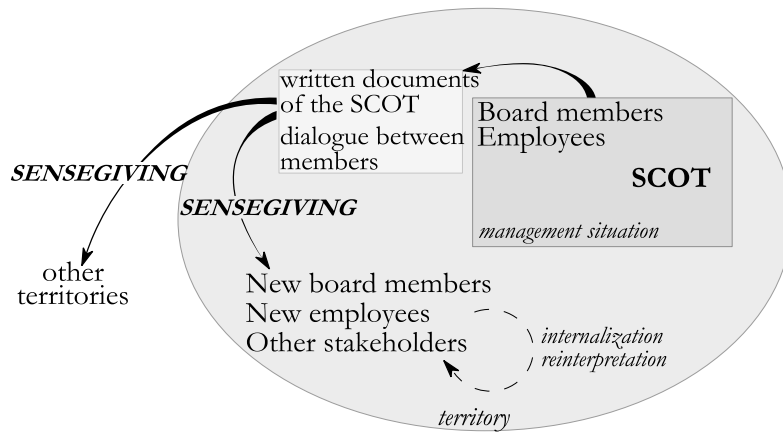 written documents
of the SCOT
dialogue between
members
Board members
Employees
SCOT
management situation
SENSEGIVING
SENSEGIVING
other
territories
New board members
New employees
Other stakeholders
internalization
reinterpretation
territory